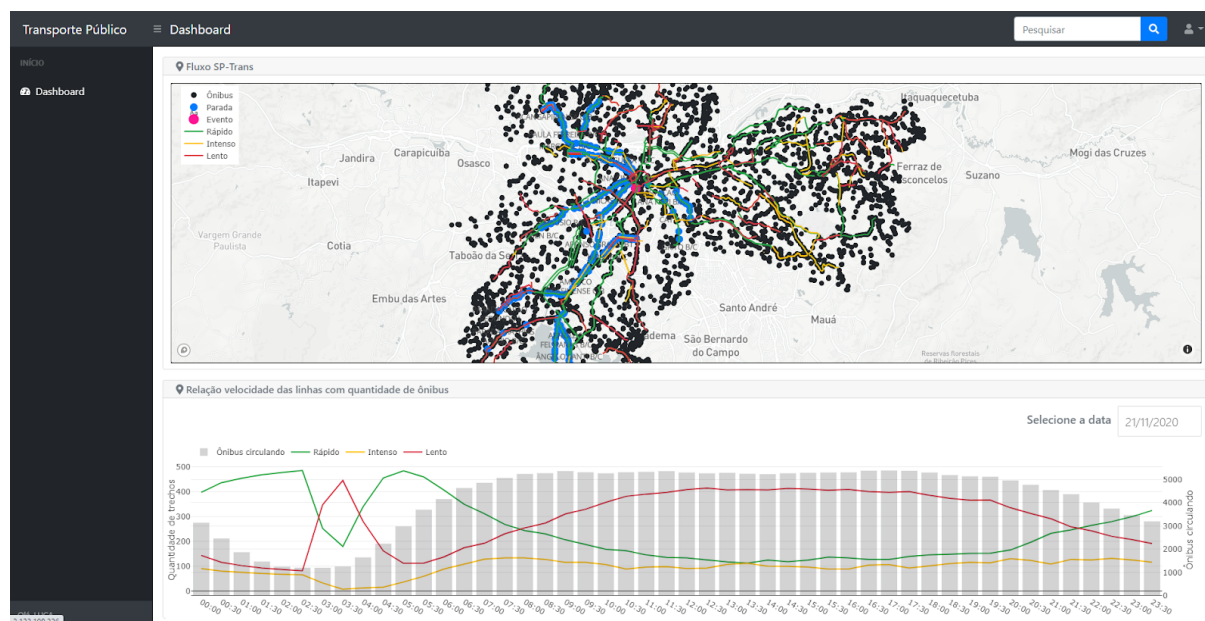 Transporte Público
≡ Dashboard
Pesquisar
INÍCIO
Dashboard
Fluxo SP-Trans
Ônibus
Parada
Evento
Rápido
Intenso
Lento
Itaquaquecetuba
Jandira
Carapicuiba
Osasco
Mogi das Cruzes
Ferraz de
Suzano
Itapevi
Vargem Grande
Paulista
Cotia
Taboão da Se
Embu das Artes
Santo André
Mauá
adema
São Bernardo
do Campo
Reservas florestais
de Ribeirão Pires
Relação velocidade das linhas com quantidade de ônibus
Selecione a data 21/11/2020
Ônibus circulando Rápido Intenso Lento
Quantidade de trechos
500
400
300
200
100
0
5000
4000
3000
2000
1000
0
Ônibus circulando
00:00 00:30 01:00 01:30 02:00 02:30 03:00 03:30 04:00 04:30 05:00 05:30 06:00 06:30 07:00 07:30 08:00 08:30 09:00 09:30 10:00 10:30 11:00 11:30 12:00 12:30 13:00 13:30 14:00 14:30 15:00 15:30 16:00 16:30 17:00 17:30 18:00 18:30 19:00 19:30 20:00 20:30 21:00 21:30 22:00 22:30 23:00 23:30